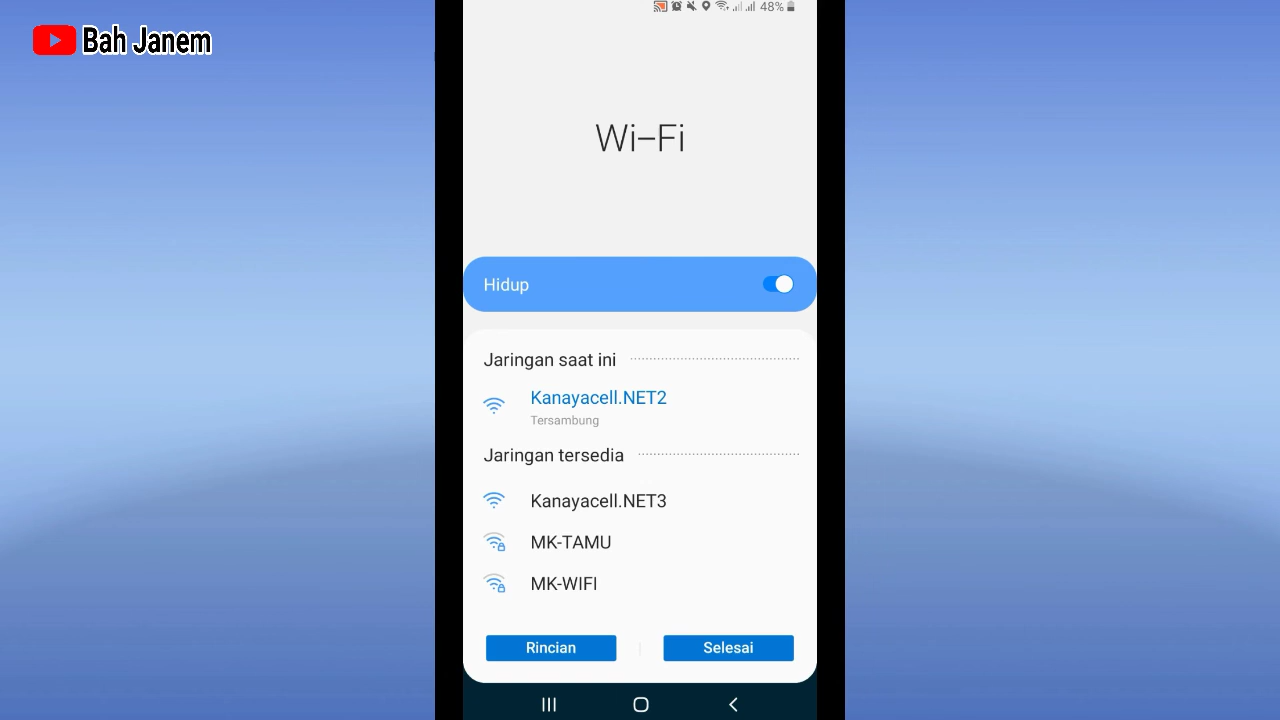 Bah Janem
48%
Wi-Fi
Hidup
Jaringan saat ini
Kanayacell.NET2
Tersambung
Jaringan tersedia
Kanayacell.NET3
MK-TAMU
MK-WIFI
Rincian
Selesai